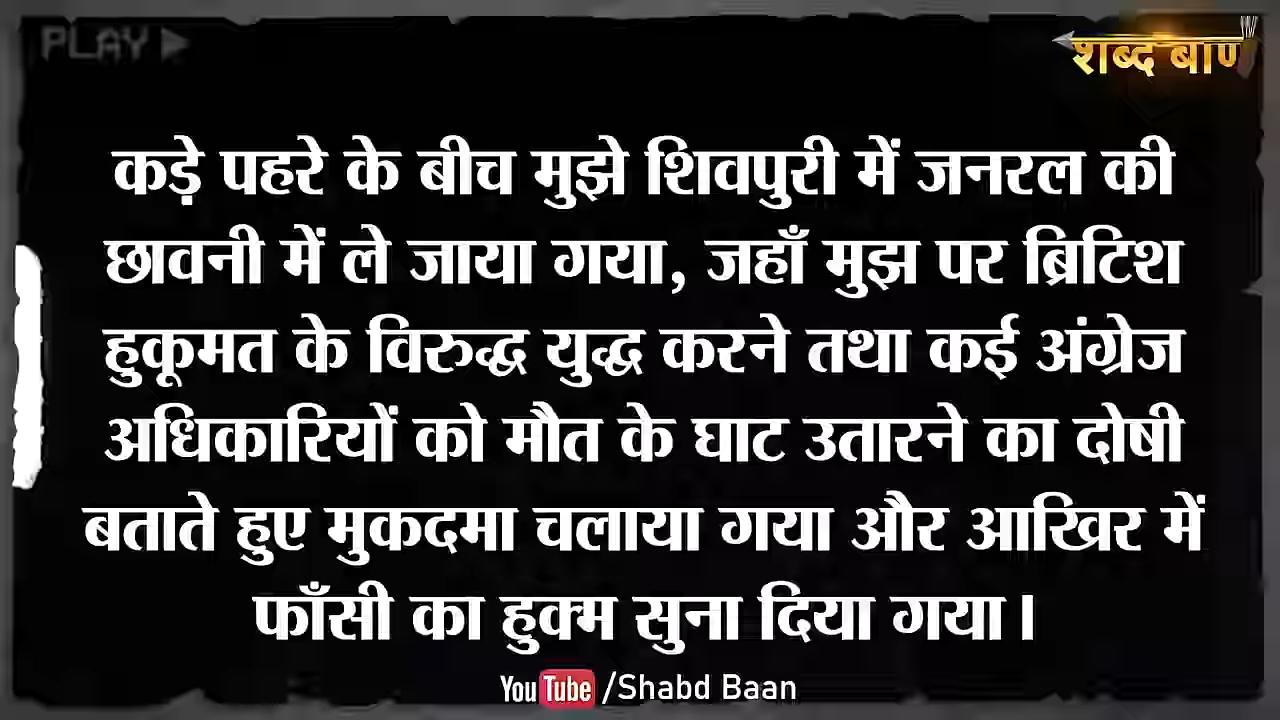 PLAY
शब्द बाण
कड़े पहरे के बीच मुझे शिवपुरी में जनरल की
छावनी में ले जाया गया, जहाँ मुझ पर ब्रिटिश
हुकूमत के विरुद्ध युद्ध करने तथा कई अंग्रेज
अधिकारियों को मौत के घाट उतारने का दोषी
बताते हुए मुकदमा चलाया गया और आखिर में
फाँसी का हुक्म सुना दिया गया।
YouTube /Shabd Baan